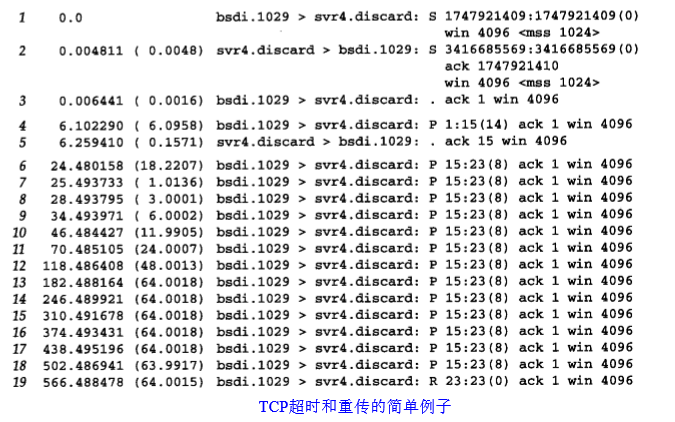 1 0.0 bsdi.1029 > svr4.discard: S 1747921409:1747921409(0)
win 4096 <mss 1024>
2 0.004811 ( 0.0048) svr4.discard > bsdi.1029: S 3416685569:3416685569(0)
ack 1747921410
win 4096 <mss 1024>
3 0.006441 ( 0.0016) bsdi.1029 > svr4.discard: . ack 1 win 4096
4 6.102290 ( 6.0958) bsdi.1029 > svr4.discard: P 1:15(14) ack 1 win 4096
5 6.259410 ( 0.1571) svr4.discard > bsdi.1029: . ack 15 win 4096
6 24.480158 (18.2207) bsdi.1029 > svr4.discard: P 15:23(8) ack 1 win 4096
7 25.493733 ( 1.0136) bsdi.1029 > svr4.discard: P 15:23(8) ack 1 win 4096
8 28.493795 ( 3.0001) bsdi.1029 > svr4.discard: P 15:23(8) ack 1 win 4096
9 34.493971 ( 6.0002) bsdi.1029 > svr4.discard: P 15:23(8) ack 1 win 4096
10 46.484427 (11.9905) bsdi.1029 > svr4.discard: P 15:23(8) ack 1 win 4096
11 70.485105 (24.0007) bsdi.1029 > svr4.discard: P 15:23(8) ack 1 win 4096
12 118.486408 (48.0013) bsdi.1029 > svr4.discard: P 15:23(8) ack 1 win 4096
13 182.488164 (64.0018) bsdi.1029 > svr4.discard: P 15:23(8) ack 1 win 4096
14 246.489921 (64.0018) bsdi.1029 > svr4.discard: P 15:23(8) ack 1 win 4096
15 310.491678 (64.0018) bsdi.1029 > svr4.discard: P 15:23(8) ack 1 win 4096
16 374.493431 (64.0018) bsdi.1029 > svr4.discard: P 15:23(8) ack 1 win 4096
17 438.495196 (64.0018) bsdi.1029 > svr4.discard: P 15:23(8) ack 1 win 4096
18 502.486941 (63.9917) bsdi.1029 > svr4.discard: P 15:23(8) ack 1 win 4096
19 566.488478 (64.0015) bsdi.1029 > svr4.discard: R 23:23(0) ack 1 win 4096
TCP超时和重传的简单例子